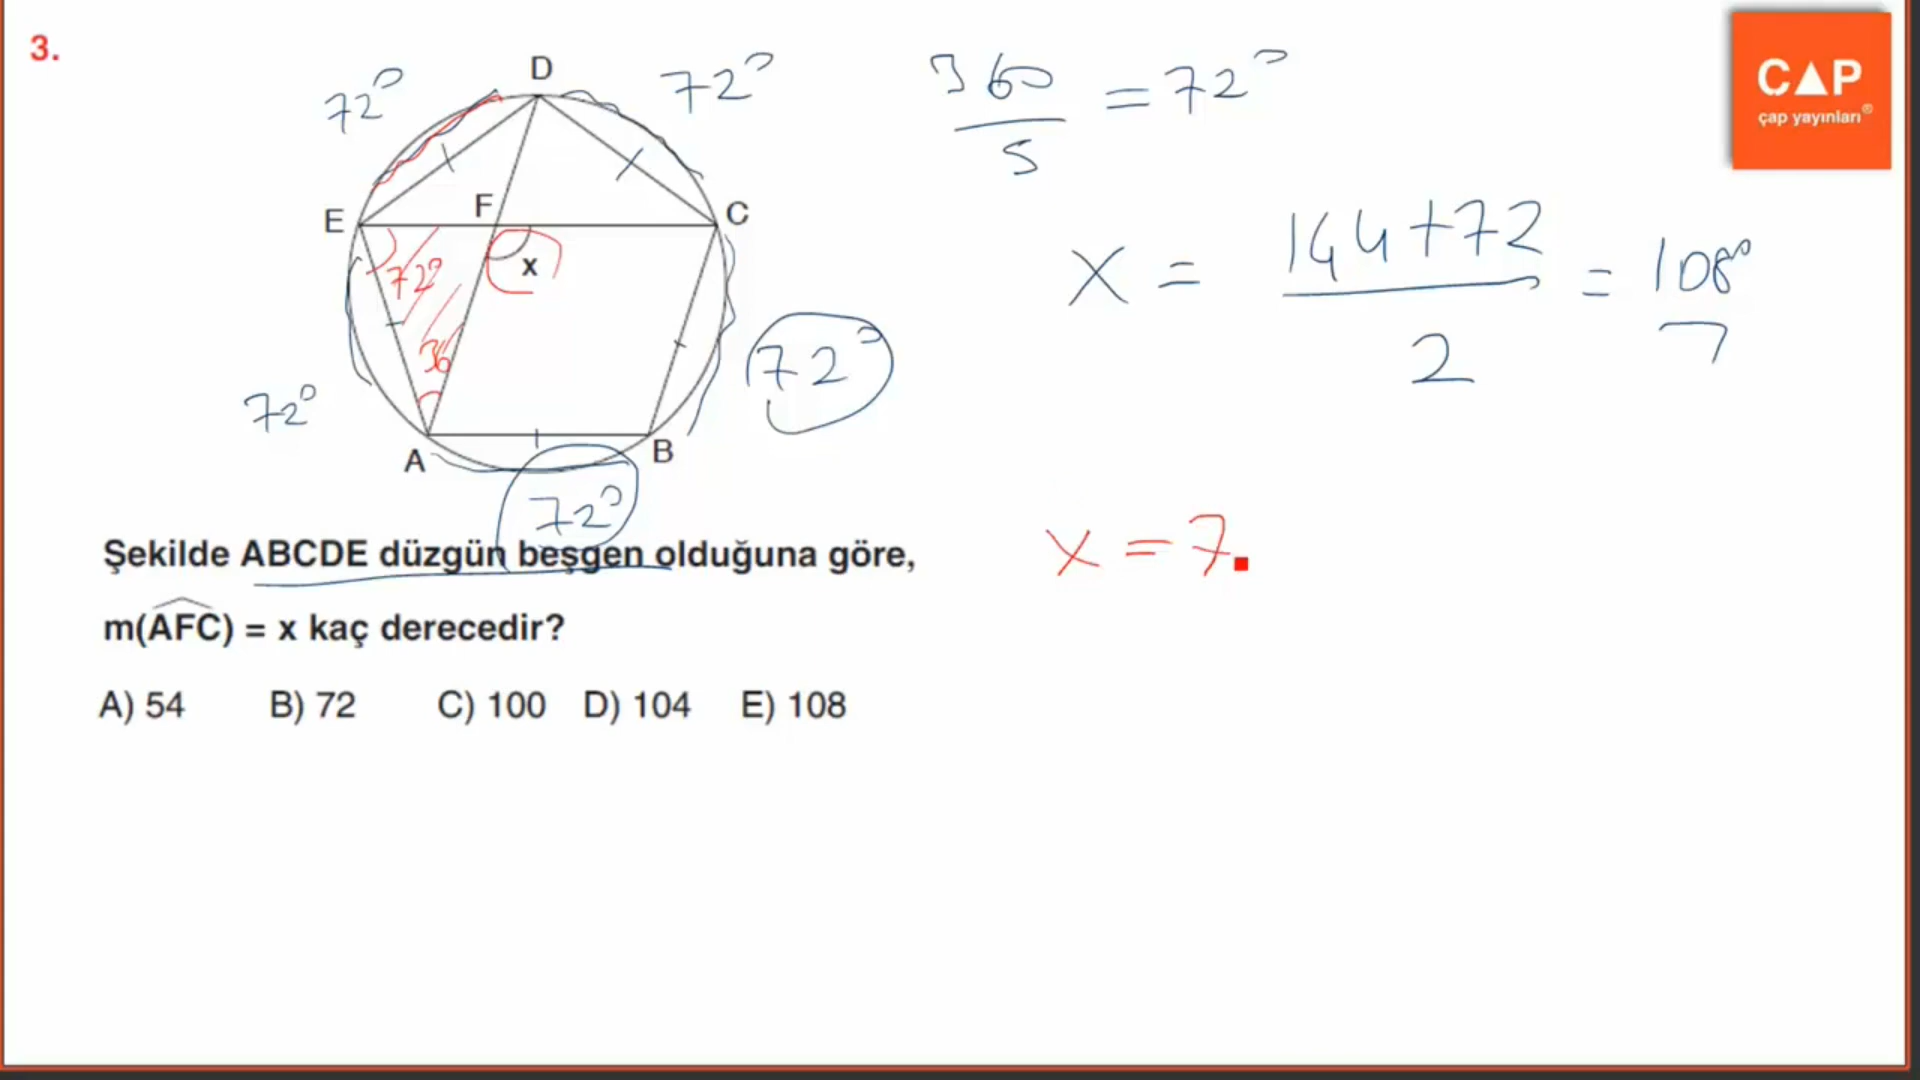 3.
CAP
çap yayınları®
72°
D
72°
360
5
= 72°
E
F
C
x
72°
36
72°
72°
A
B
72°
x = 144+72
2
= 108°
x = 7
Şekilde ABCDE düzgün beşgen olduğuna göre,
m(AFC) = x kaç derecedir?
A) 54 B) 72 C) 100 D) 104 E) 108